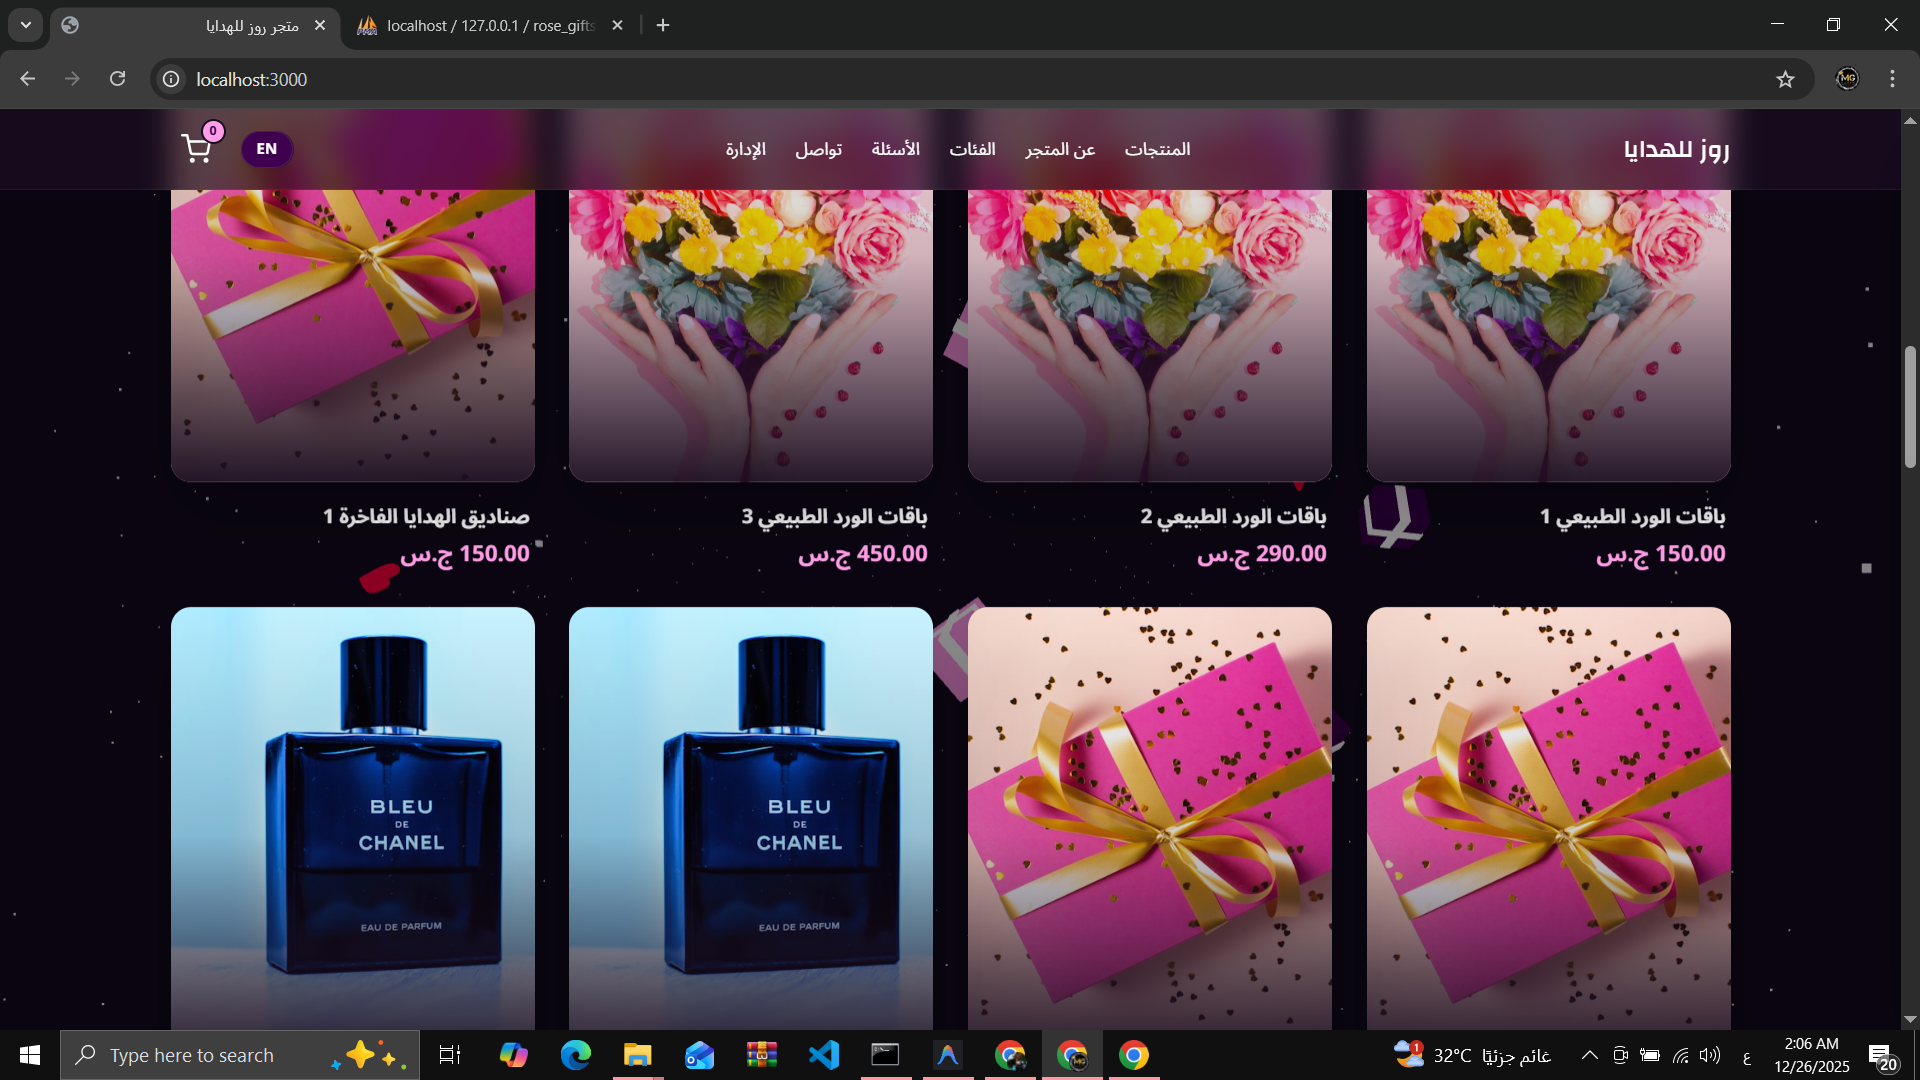 متجر روز للهدايا
localhost / 127.0.0.1 / rose_gifts
localhost:3000
روز للهدايا
المنتجات
عن المتجر
الفئات
الأسئلة
تواصل
الإدارة
EN
0
باقات الورد الطبيعي 1
150.00 ج.س
باقات الورد الطبيعي 2
290.00 ج.س
باقات الورد الطبيعي 3
450.00 ج.س
صناديق الهدايا الفاخرة 1
150.00 ج.س
BLEU
DE
CHANEL
EAU DE PARFUM
BLEU
DE
CHANEL
EAU DE PARFUM
Type here to search
1
32°C غائم جزئيًا
ع
2:06 AM
12/26/2025
20